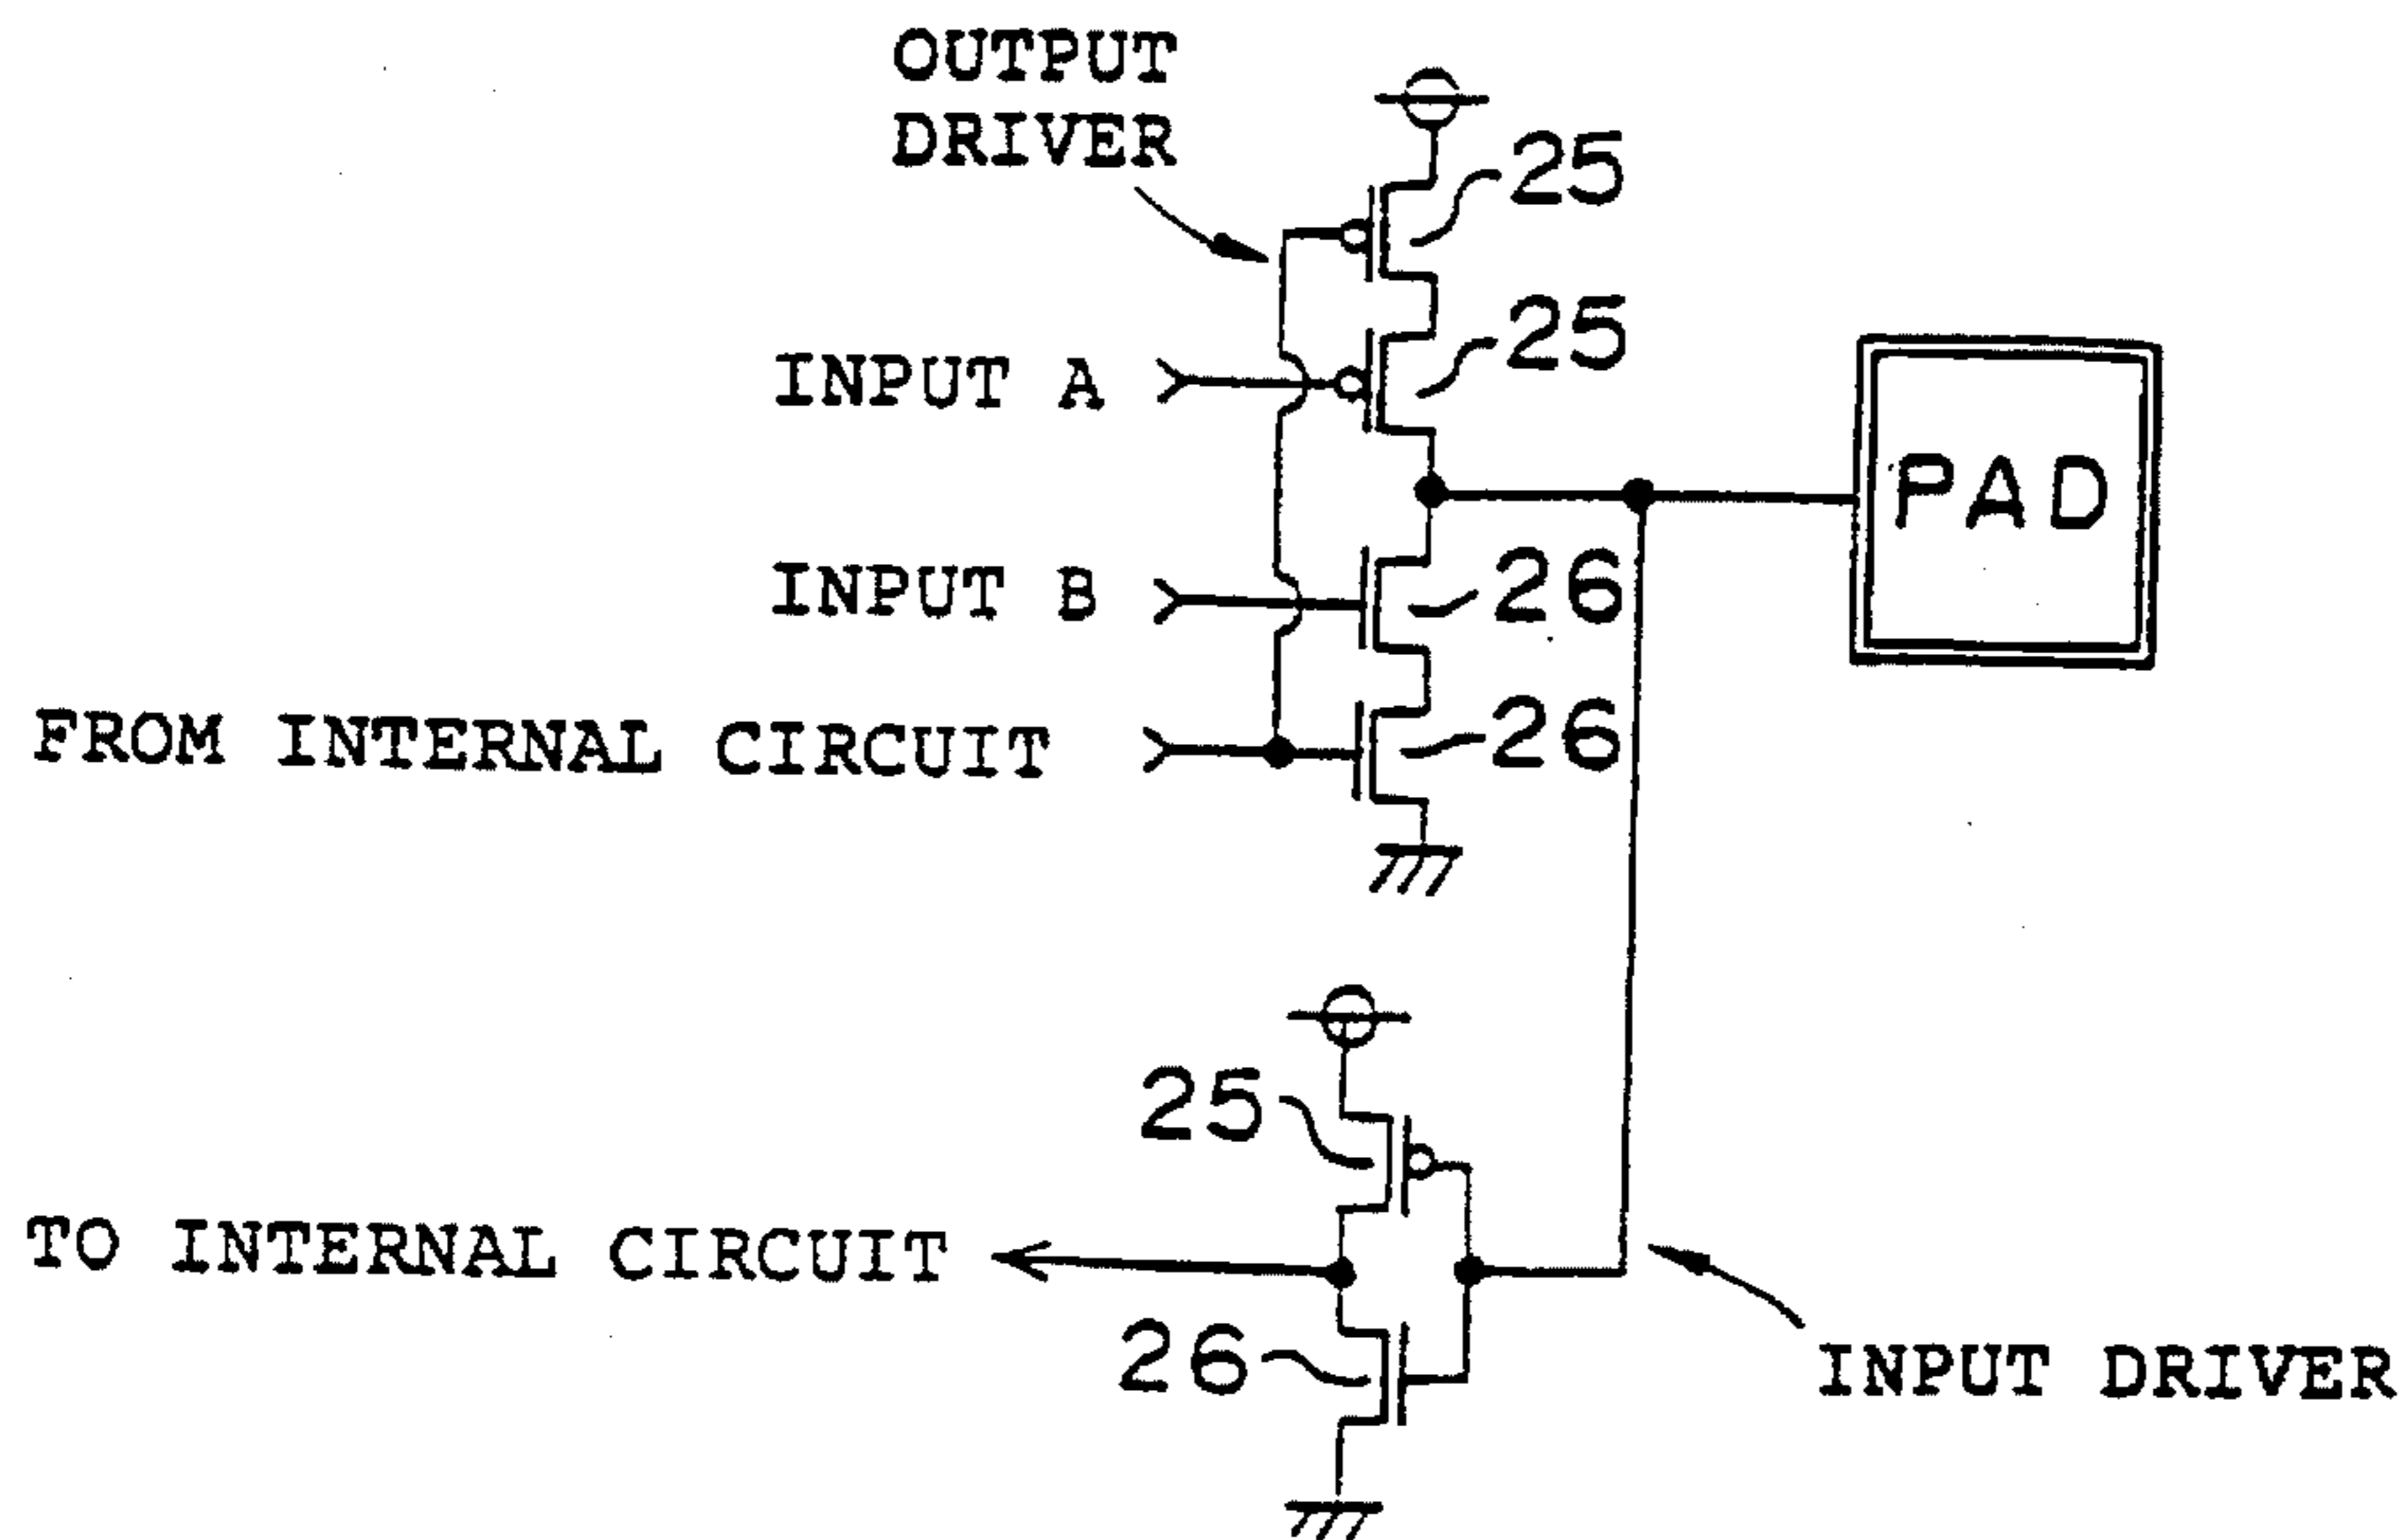 OUTPUT
DRIVER
25
25
INPUT A
PAD
INPUT B
26
FROM INTERNAL CIRCUIT
26
25
TO INTERNAL CIRCUIT
26
INPUT DRIVER